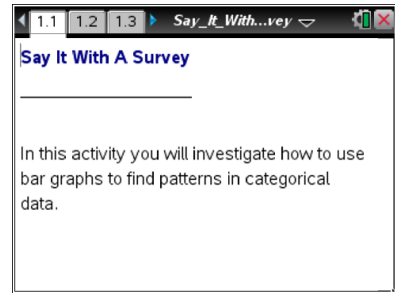 1.1 1.2 1.3 Say_It_With...vey
Say It With A Survey
In this activity you will investigate how to use
bar graphs to find patterns in categorical
data.